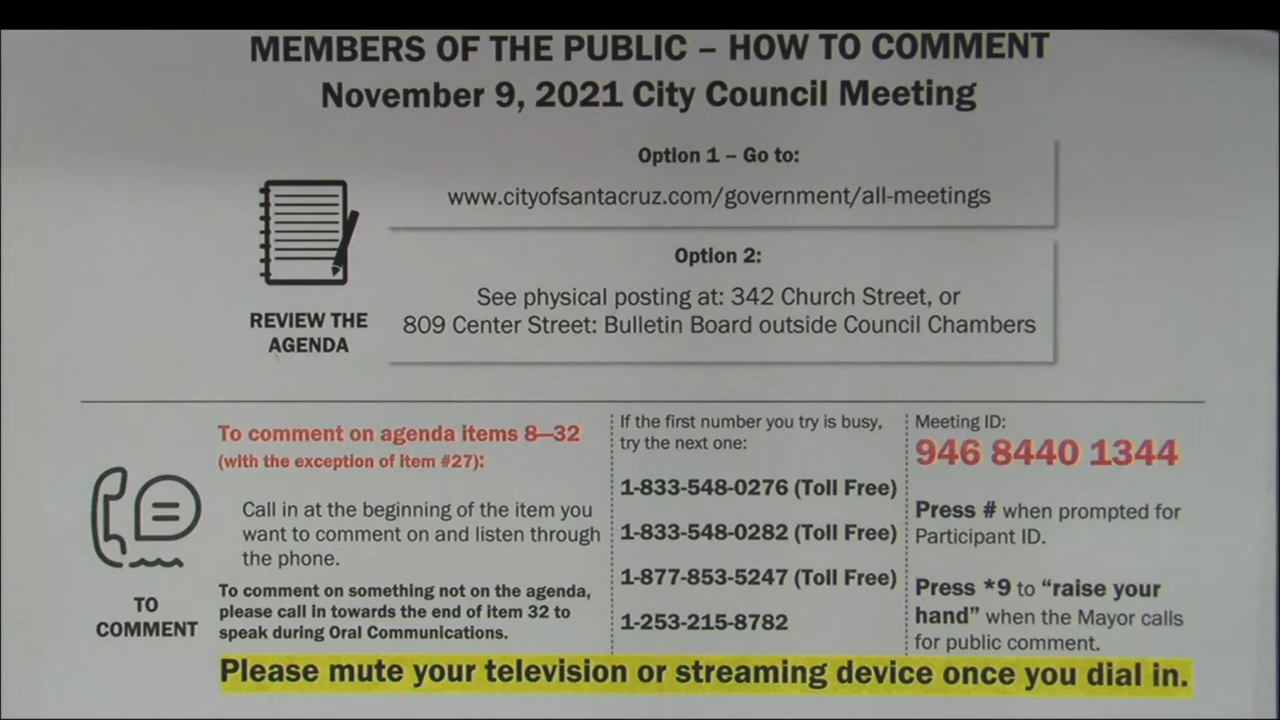 MEMBERS OF THE PUBLIC – HOW TO COMMENT
November 9, 2021 City Council Meeting
Option 1 – Go to:
www.cityofsantacruz.com/government/all-meetings
Option 2:
See physical posting at: 342 Church Street, or
809 Center Street: Bulletin Board outside Council Chambers
REVIEW THE
AGENDA
To comment on agenda items 8–32
(with the exception of item #27):
Call in at the beginning of the item you
want to comment on and listen through
the phone.
To comment on something not on the agenda,
please call in towards the end of item 32 to
speak during Oral Communications.
TO
COMMENT
If the first number you try is busy,
try the next one:
1-833-548-0276 (Toll Free)
1-833-548-0282 (Toll Free)
1-877-853-5247 (Toll Free)
1-253-215-8782
Meeting ID:
946 8440 1344
Press # when prompted for
Participant ID.
Press *9 to “raise your
hand” when the Mayor calls
for public comment.
Please mute your television or streaming device once you dial in.